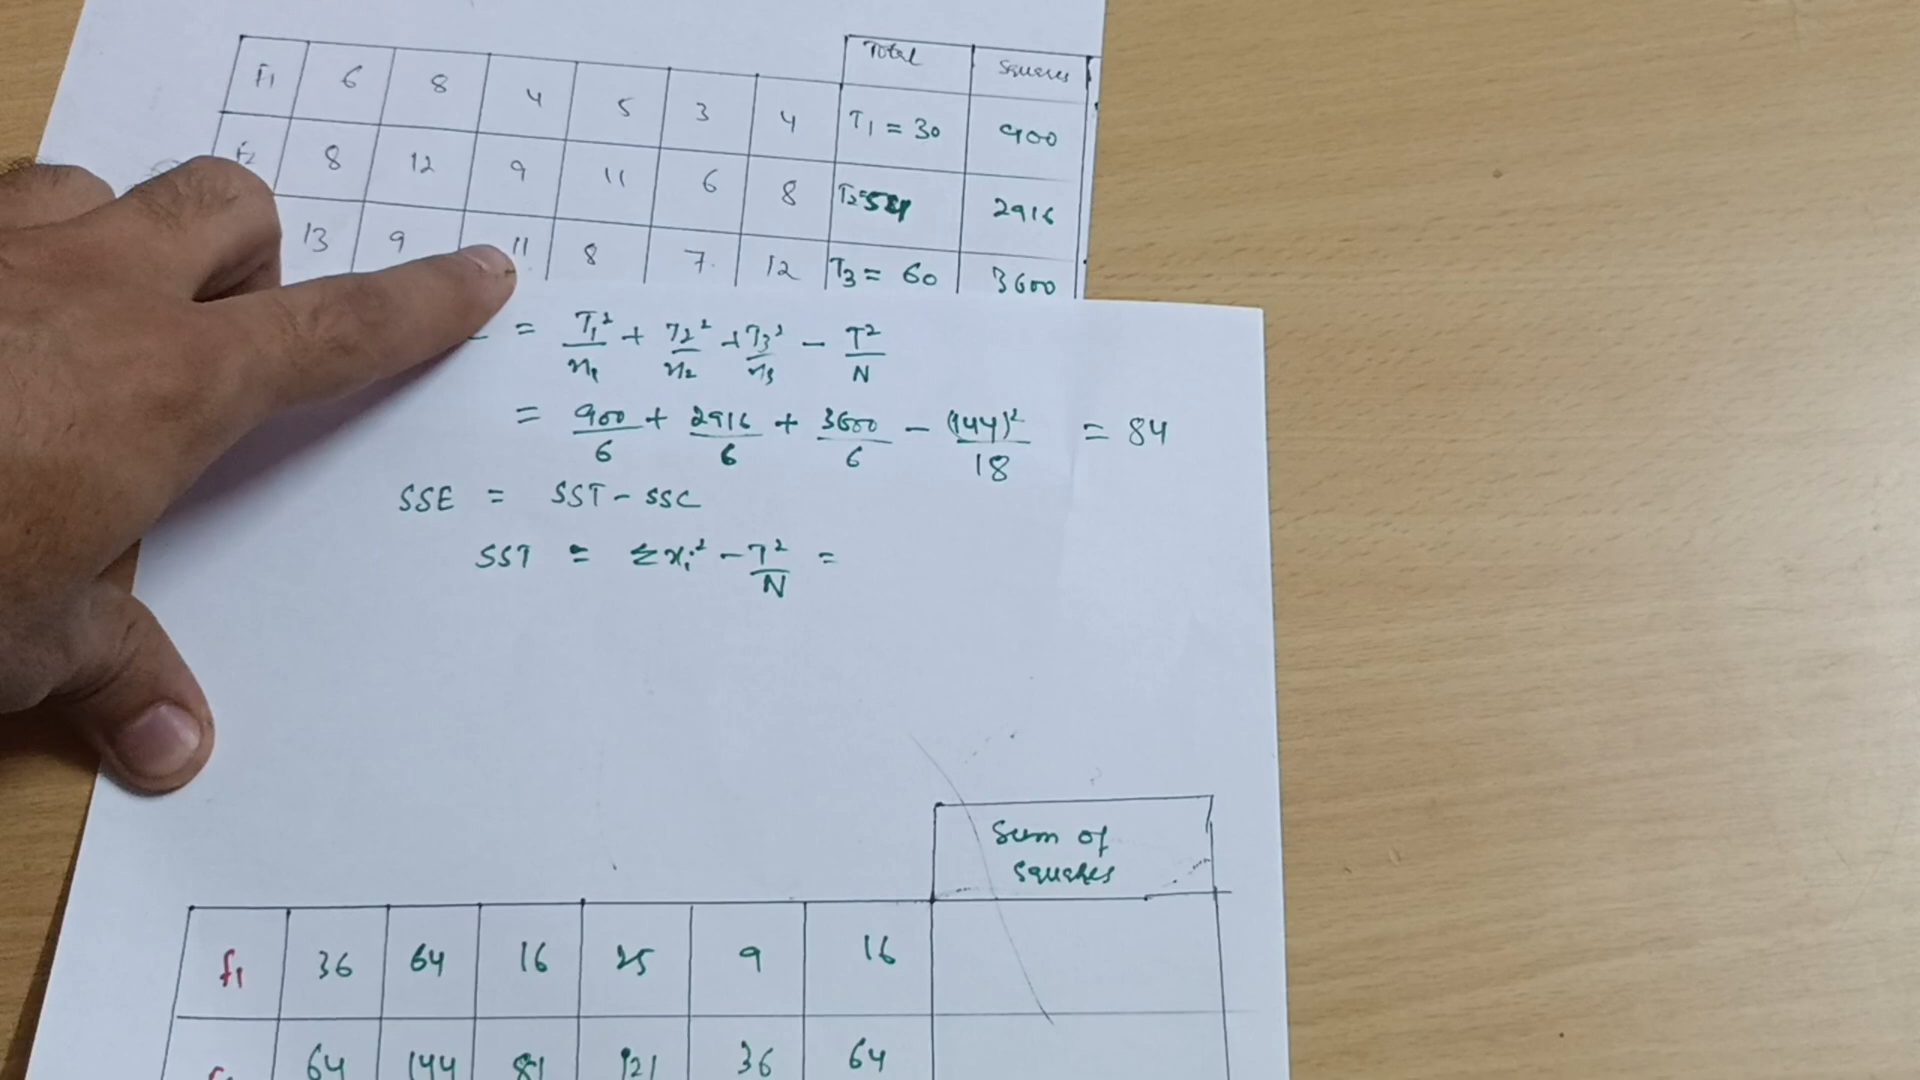 Total Squares
F1 6 8 4 5 3 4 T1 = 30 900
F2 8 12 9 11 6 8 T2=54 2916
13 9 11 8 7. 12 T3 = 60 3600
= T1²/n1 + T2²/n2 + T3²/n3 - T²/N
= 900/6 + 2916/6 + 3600/6 - (144)²/18 = 84
SSE = SST - SSC
SST = Σxi² - T²/N =
Sum of
squares
f1 36 64 16 25 9 16
64 144 81 121 36 64